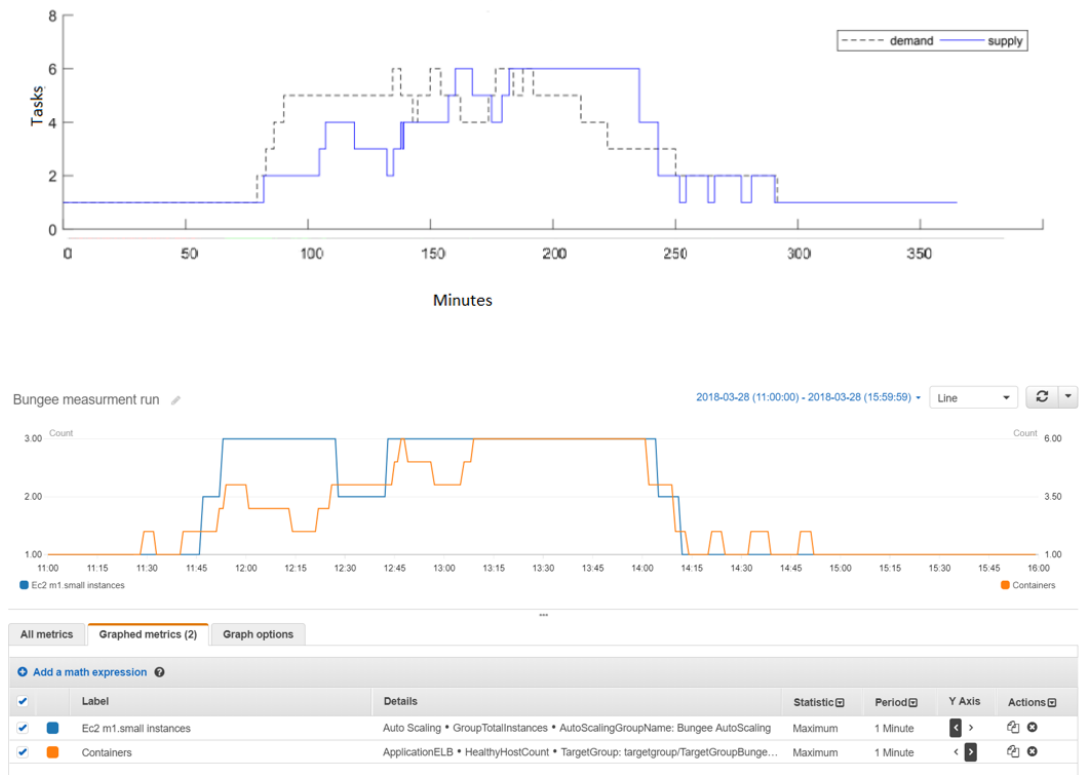 8
demand supply
6
Tasks
4
2
0
0 50 100 150 200 250 300 350
Minutes
Bungee measurment run 2018-03-28 (11:00:00) - 2018-03-28 (15:59:59) Line
Count Count
3.00 6.00
2.00 3.50
1.00 1.00
11:00 11:15 11:30 11:45 12:00 12:15 12:30 12:45 13:00 13:15 13:30 13:45 14:00 14:15 14:30 14:45 15:00 15:15 15:30 15:45 16:00
Ec2 m1.small instances Containers
All metrics Graphed metrics (2) Graph options
Add a math expression
Label Details Statistic Period Y Axis Actions
Ec2 m1.small instances Auto Scaling • GroupTotalInstances • AutoScalingGroupName: Bungee AutoScaling Maximum 1 Minute
Containers ApplicationELB • HealthyHostCount • TargetGroup: targetgroup/TargetGroupBunge... Maximum 1 Minute